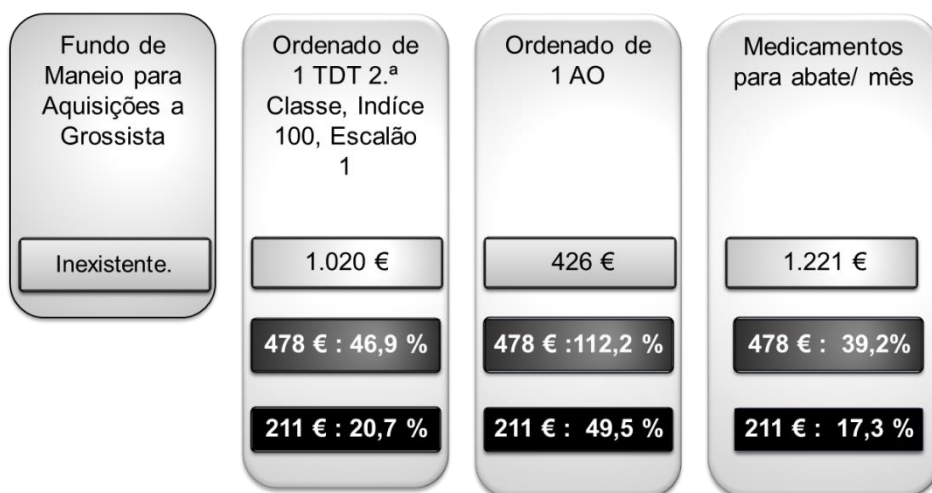 Fundo de
Maneio para
Aquisições a
Grossista
Inexistente.
Ordenado de
1 TDT 2.ª
Classe, Indíce
100, Escalão
1
1.020 €
478 € : 46,9 %
211 € : 20,7 %
Ordenado de
1 AO
426 €
478 € :112,2 %
211 € : 49,5 %
Medicamentos
para abate/ mês
1.221 €
478 € : 39,2%
211 € : 17,3 %